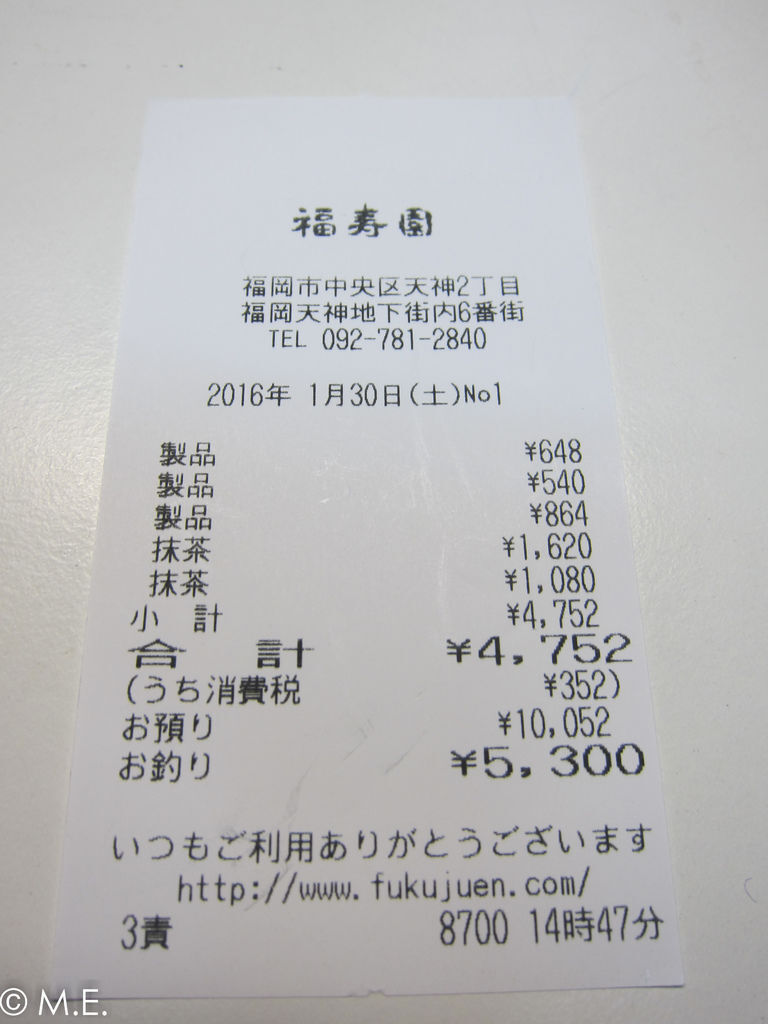 福寿園
福岡市中央区天神2丁目
福岡天神地下街内6番街
TEL 092-781-2840
2016年 1月30日(土)No1
製品 ¥648
製品 ¥540
製品 ¥864
抹茶 ¥1,620
抹茶 ¥1,080
小 計 ¥4,752
合 計 ¥4,752
(うち消費税 ¥352)
お預り ¥10,052
お釣り ¥5,300
いつもご利用ありがとうございます
http://www.fukujuen.com/
3責 8700 14時47分
© M.E.